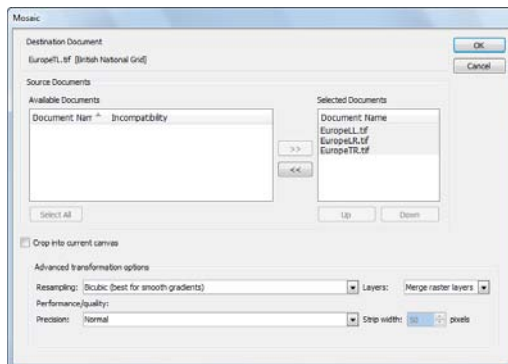 Mosaic
Destination Document
OK
EuropeTL.tif [British National Grid]
Cancel
Source Documents
Available Documents
Selected Documents
Document Narr Incompatibility
Document Name
EuropeLL.tif
EuropeLR.tif
EuropeTR.tif
>>
<<
Select All
Up Down
Crop into current canvas
Advanced transformation options
Resampling: Bicubic (best for smooth gradients) Layers: Merge raster layers
Performance/quality:
Precision: Normal Strip width: 50 pixels